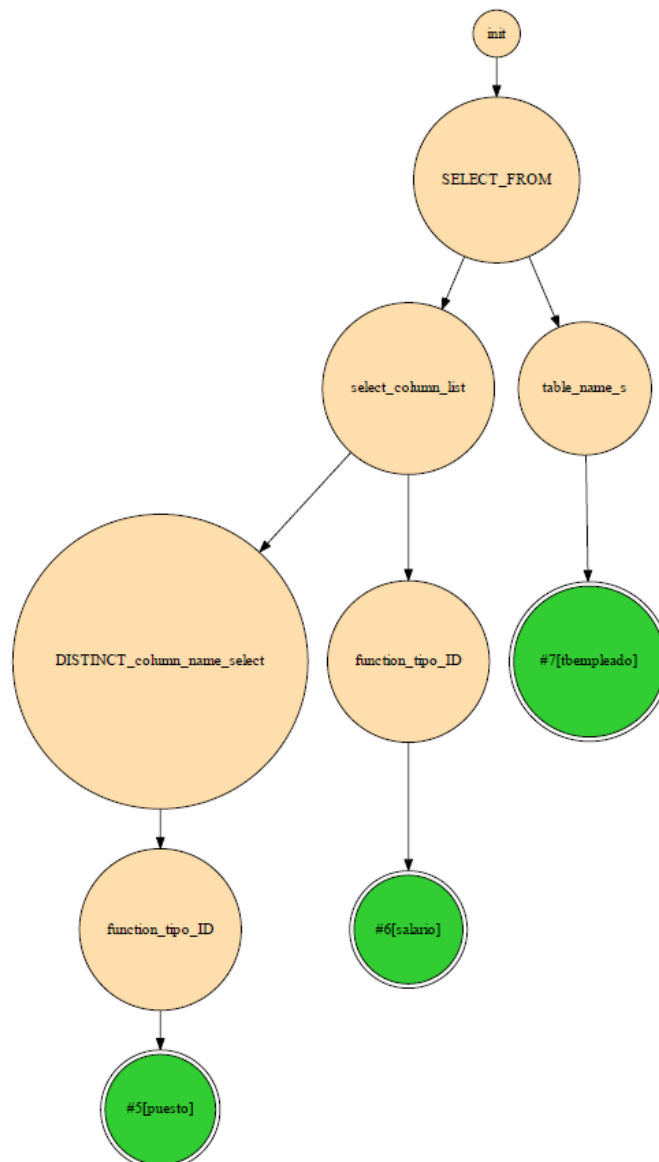 init
SELECT_FROM
select_column_list
table_name_s
DISTINCT_column_name_select
function_tipo_ID
#7[tbempleado]
function_tipo_ID
#6[salario]
#5[puesto]